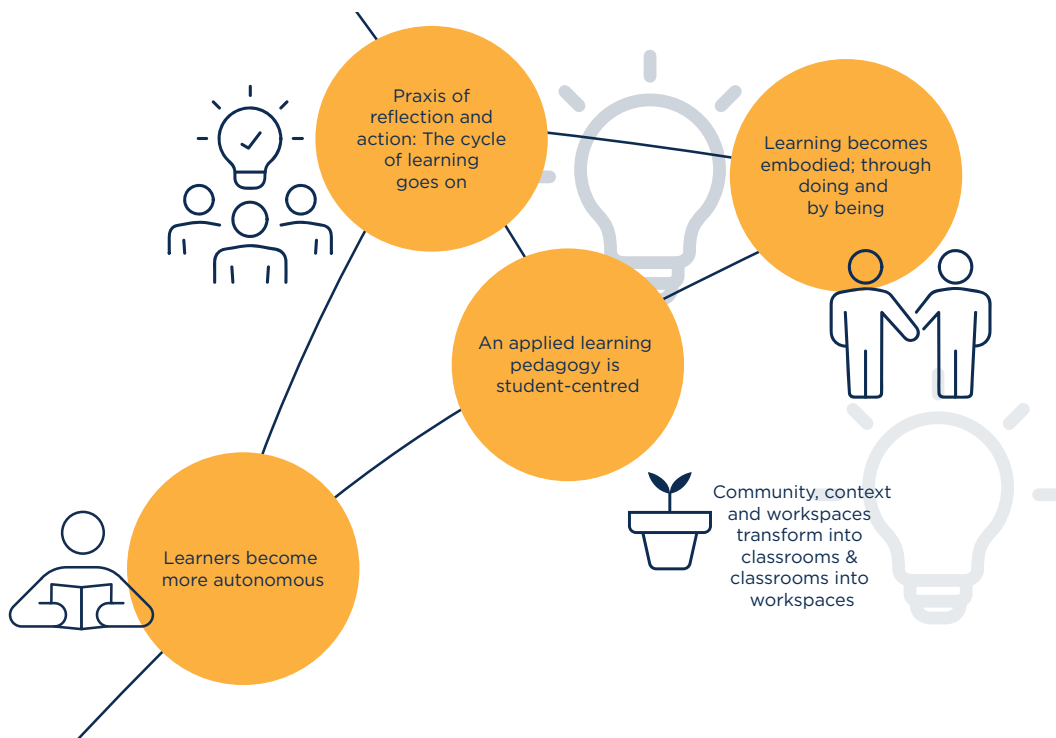 Praxis of
reflection and
action: The cycle
of learning
goes on
Learning becomes
embodied; through
doing and
by being
An applied learning
pedagogy is
student-centred
Community, context
and workspaces
transform into
classrooms &
classrooms into
workspaces
Learners become
more autonomous